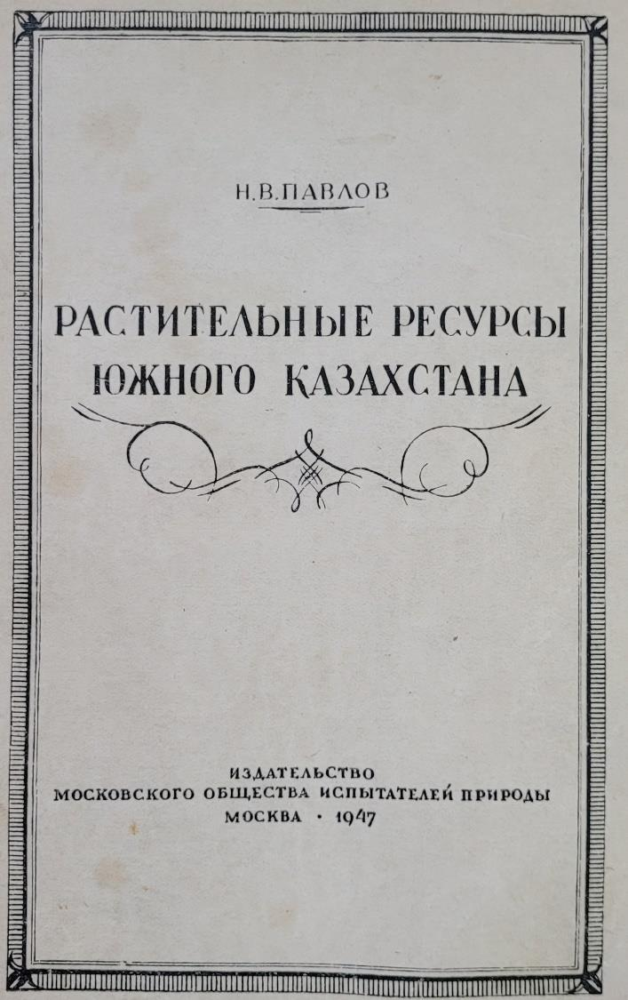 Н.В.ПАВЛОВ
РАСТИТЕЛЬНЫЕ РЕСУРСЫ
ЮЖНОГО КАЗАХСТАНА
ИЗДАТЕЛЬСТВО
МОСКОВСКОГО ОБЩЕСТВА ИСПЫТАТЕЛЕЙ ПРИРОДЫ
МОСКВА · 1947